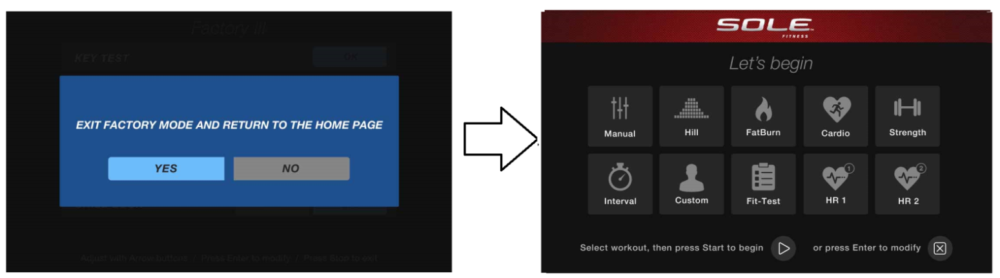 Factory III
KEY TEST
OK
EXIT FACTORY MODE AND RETURN TO THE HOME PAGE
YES
NO
Adjust with Arrow buttons / Press Enter to modify / Press Stop to exit
SOLE
FITNESS
Let's begin
Manual
Hill
FatBurn
Cardio
Strength
Interval
Custom
Fit-Test
1
HR 1
2
HR 2
Select workout, then press Start to begin
or press Enter to modify